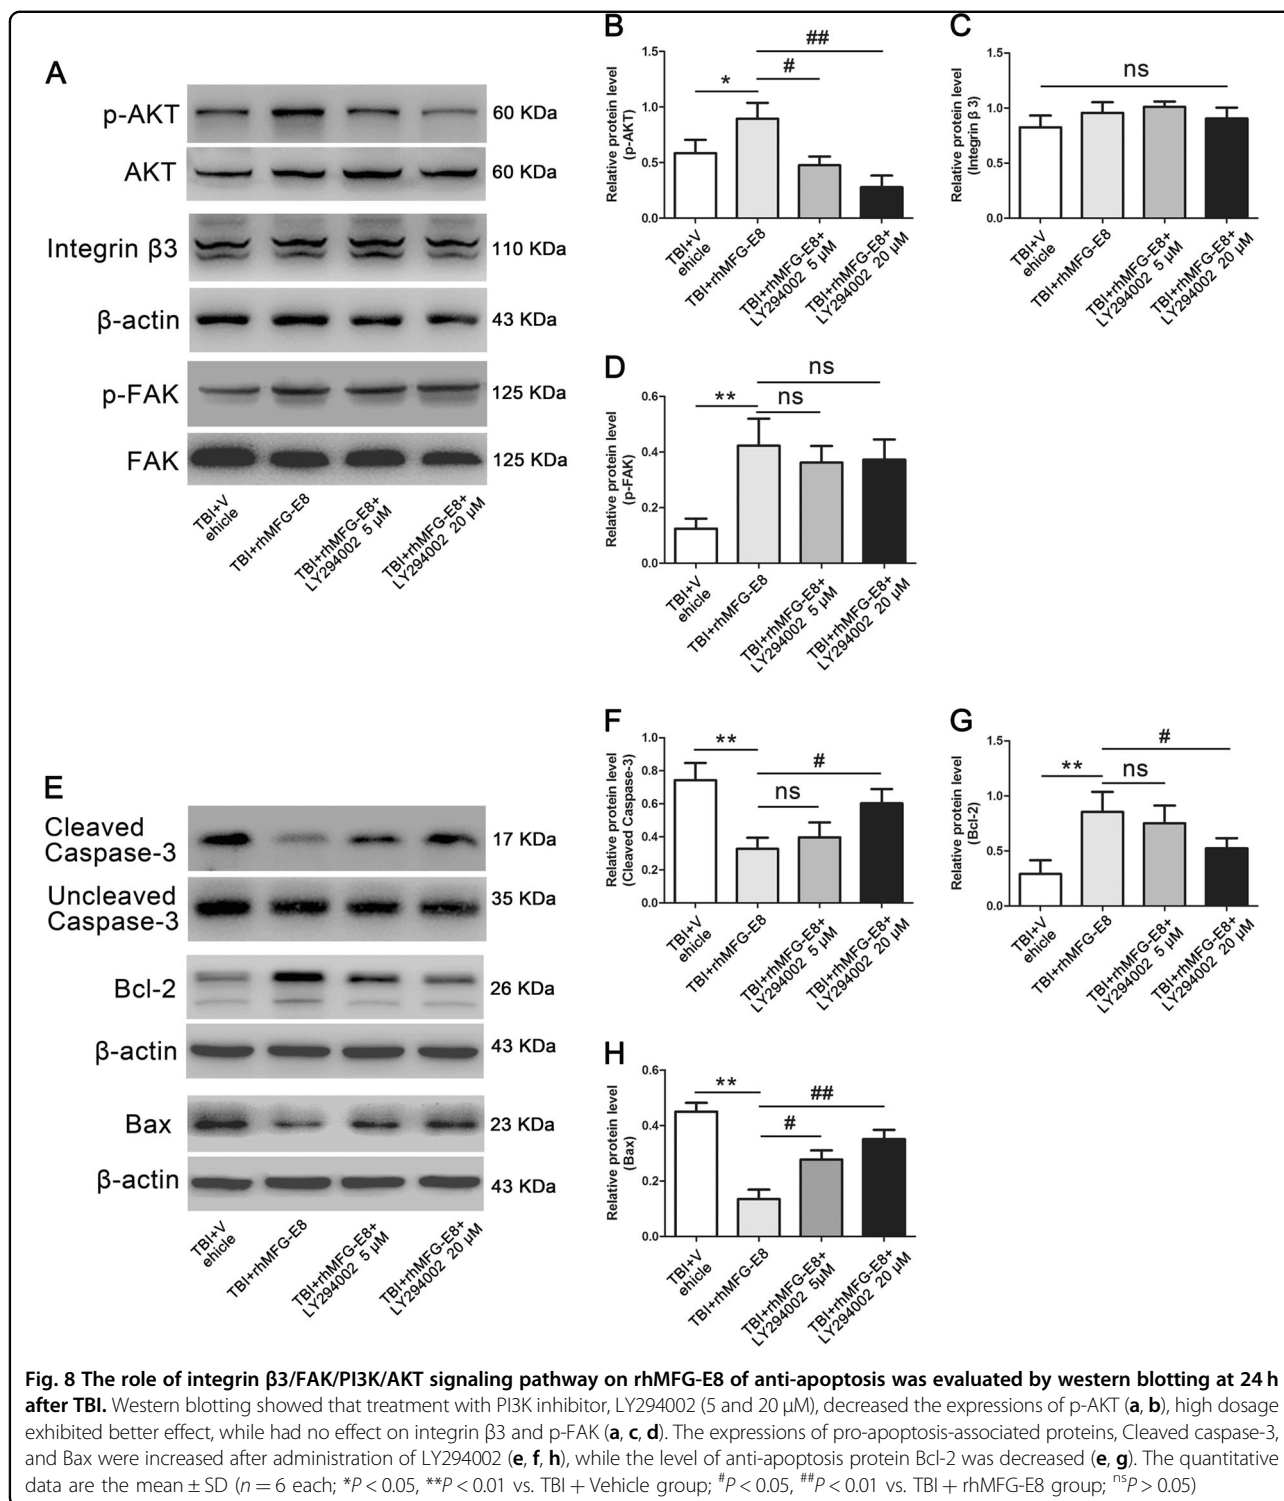 A
p-AKT
60 KDa
AKT
60 KDa
Integrin β3
110 KDa
β-actin
43 KDa
p-FAK
125 KDa
FAK
125 KDa
TBI+V
ehicle
TBI+rhMFG-E8
TBI+rhMFG-E8+
LY294002 5 μM
TBI+rhMFG-E8+
LY294002 20 μM
B
Relative protein level
(p-AKT)
1.5
1.0
0.5
0.0
*
#
##
TBI+V
ehicle
TBI+rhMFG-E8
TBI+rhMFG-E8+
LY294002 5 μM
TBI+rhMFG-E8+
LY294002 20 μM
C
Relative protein level
(Integrin β 3)
1.5
1.0
0.5
0.0
ns
TBI+V
ehicle
TBI+rhMFG-E8
TBI+rhMFG-E8+
LY294002 5 μM
TBI+rhMFG-E8+
LY294002 20 μM
D
Relative protein level
(p-FAK)
0.6
0.4
0.2
0.0
**
ns
ns
TBI+V
ehicle
TBI+rhMFG-E8
TBI+rhMFG-E8+
LY294002 5 μM
TBI+rhMFG-E8+
LY294002 20 μM
E
Cleaved
Caspase-3
17 KDa
Uncleaved
Caspase-3
35 KDa
Bcl-2
26 KDa
β-actin
43 KDa
Bax
23 KDa
β-actin
43 KDa
TBI+V
ehicle
TBI+rhMFG-E8
TBI+rhMFG-E8+
LY294002 5 μM
TBI+rhMFG-E8+
LY294002 20 μM
F
Relative protein level
(Cleaved Caspase-3)
1.0
0.8
0.6
0.4
0.2
0.0
**
ns
#
TBI+V
ehicle
TBI+rhMFG-E8
TBI+rhMFG-E8+
LY294002 5 μM
TBI+rhMFG-E8+
LY294002 20 μM
G
Relative protein level
(Bcl-2)
1.5
1.0
0.5
0.0
**
ns
#
TBI+V
ehicle
TBI+rhMFG-E8
TBI+rhMFG-E8+
LY294002 5 μM
TBI+rhMFG-E8+
LY294002 20 μM
H
Relative protein level
(Bax)
0.6
0.4
0.2
0.0
**
#
##
TBI+V
ehicle
TBI+rhMFG-E8
TBI+rhMFG-E8+
LY294002 5μM
TBI+rhMFG-E8+
LY294002 20 μM
Fig. 8 The role of integrin β3/FAK/PI3K/AKT signaling pathway on rhMFG-E8 of anti-apoptosis was evaluated by western blotting at 24 h
after TBI. Western blotting showed that treatment with PI3K inhibitor, LY294002 (5 and 20 μM), decreased the expressions of p-AKT (a, b), high dosage
exhibited better effect, while had no effect on integrin β3 and p-FAK (a, c, d). The expressions of pro-apoptosis-associated proteins, Cleaved caspase-3,
and Bax were increased after administration of LY294002 (e, f, h), while the level of anti-apoptosis protein Bcl-2 was decreased (e, g). The quantitative
data are the mean ± SD (n = 6 each; *P < 0.05, **P < 0.01 vs. TBI + Vehicle group; #P < 0.05, ##P < 0.01 vs. TBI + rhMFG-E8 group; nsP > 0.05)